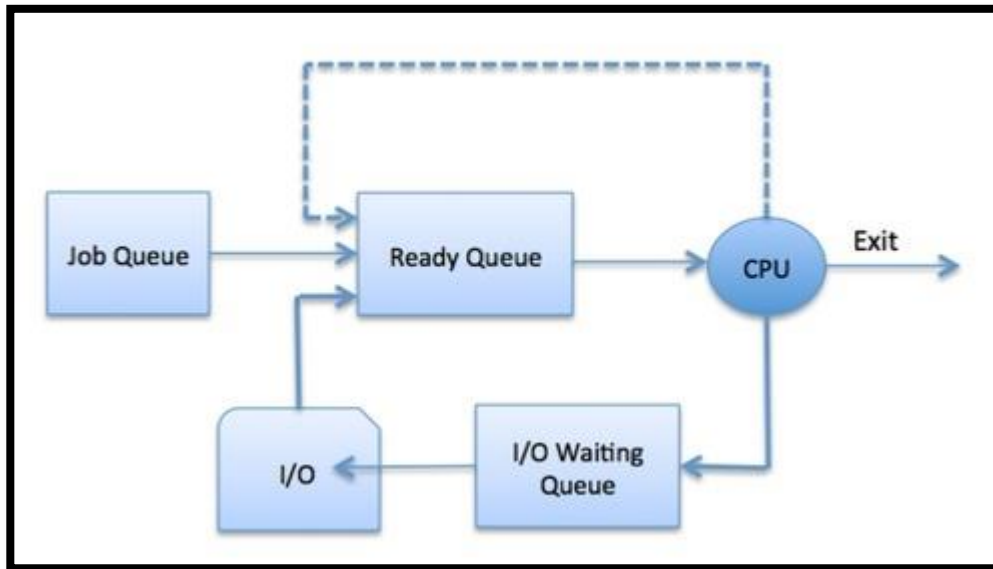 Job Queue
Ready Queue
CPU
Exit
I/O
I/O Waiting
Queue